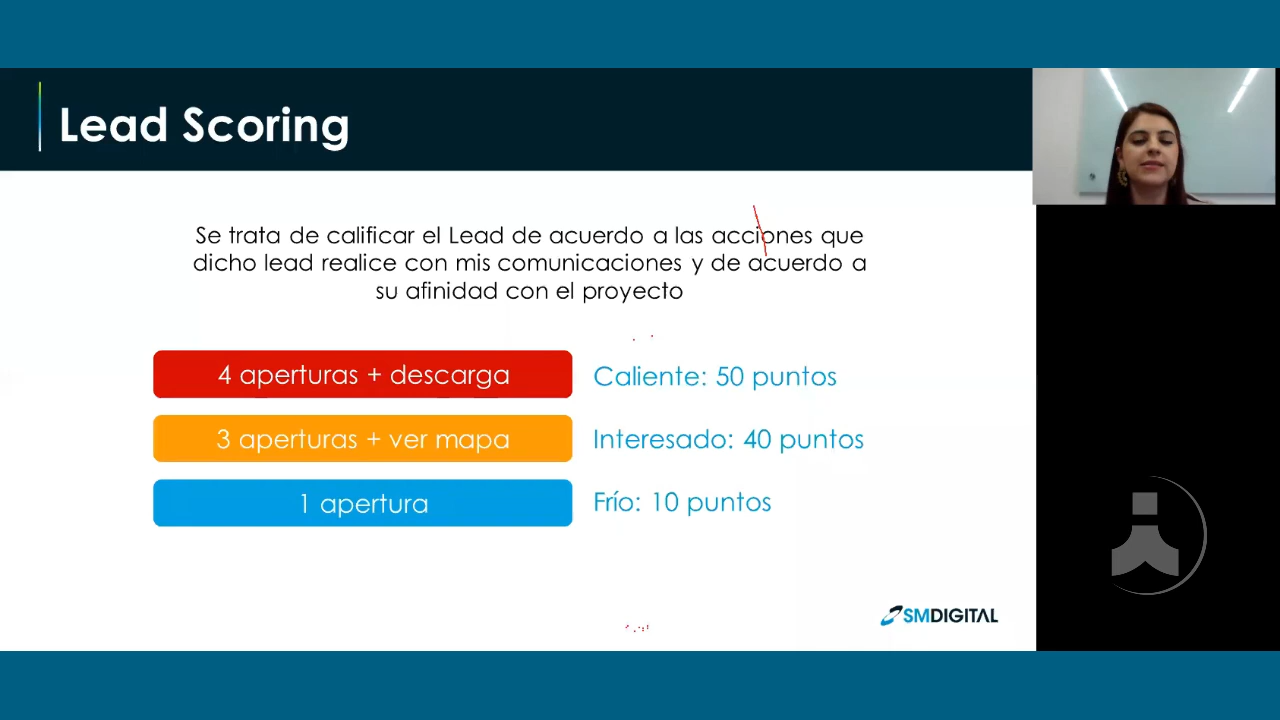 Lead Scoring
Se trata de calificar el Lead de acuerdo a las acciones que
dicho lead realice con mis comunicaciones y de acuerdo a
su afinidad con el proyecto
4 aperturas + descarga
Caliente: 50 puntos
3 aperturas + ver mapa
Interesado: 40 puntos
1 apertura
Frío: 10 puntos
SMDIGITAL